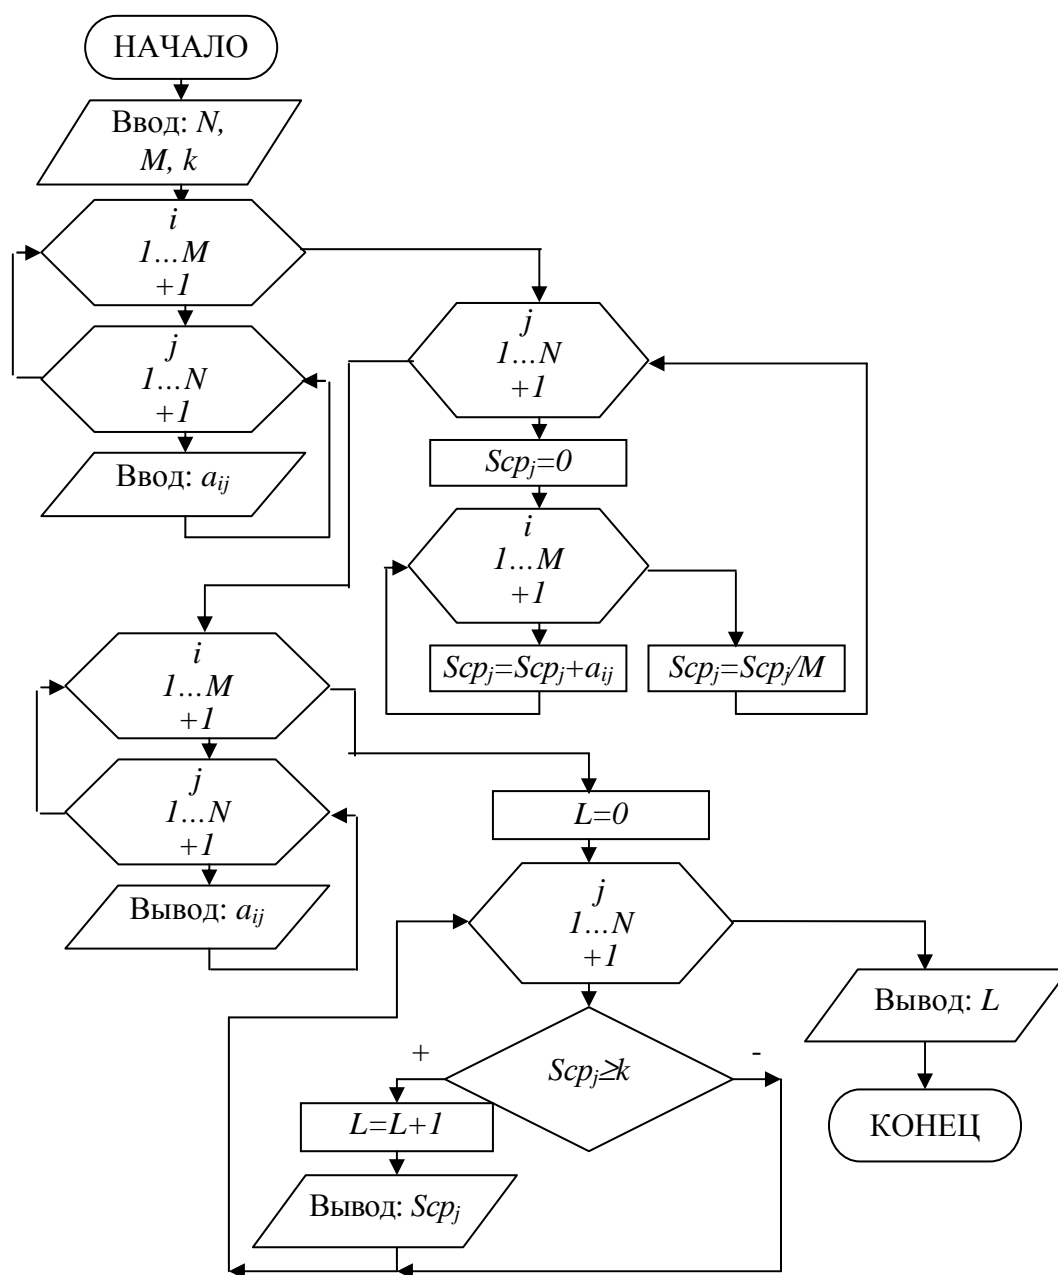 НАЧАЛО
Ввод: N,
M, k
i
1...M
+1
j
1...N
+1
Ввод: aij
j
1...N
+1
Scpj=0
i
1...M
+1
Scpj=Scpj+aij
Scpj=Scpj/M
i
1...M
+1
j
1...N
+1
Вывод: aij
L=0
j
1...N
+1
Scpj≥k
+
-
L=L+1
Вывод: Scpj
Вывод: L
КОНЕЦ